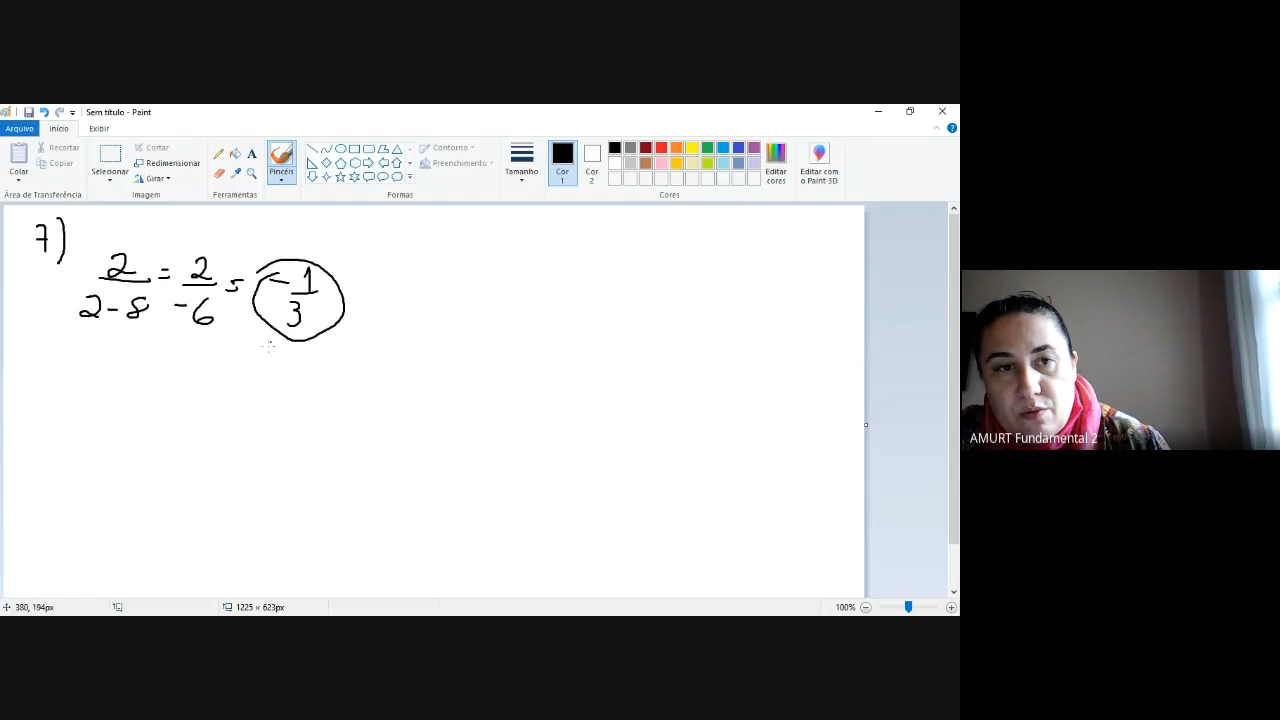 Sem título - Paint
Arquivo Início Exibir
Colar
Recortar
Copiar
Área de Transferência
Selecionar
Redimensionar
Girar
Imagem
A
Ferramentas
Pincéis
Contorno
Preenchimento
Formas
Tamanho
Cor 1
Cor 2
Editar cores
Cores
Editar com o Paint 3D
7)
2/2-8 = 2/-6 = -1/3
AMURT Fundamental 2
380, 194px
1225 × 623px
100%